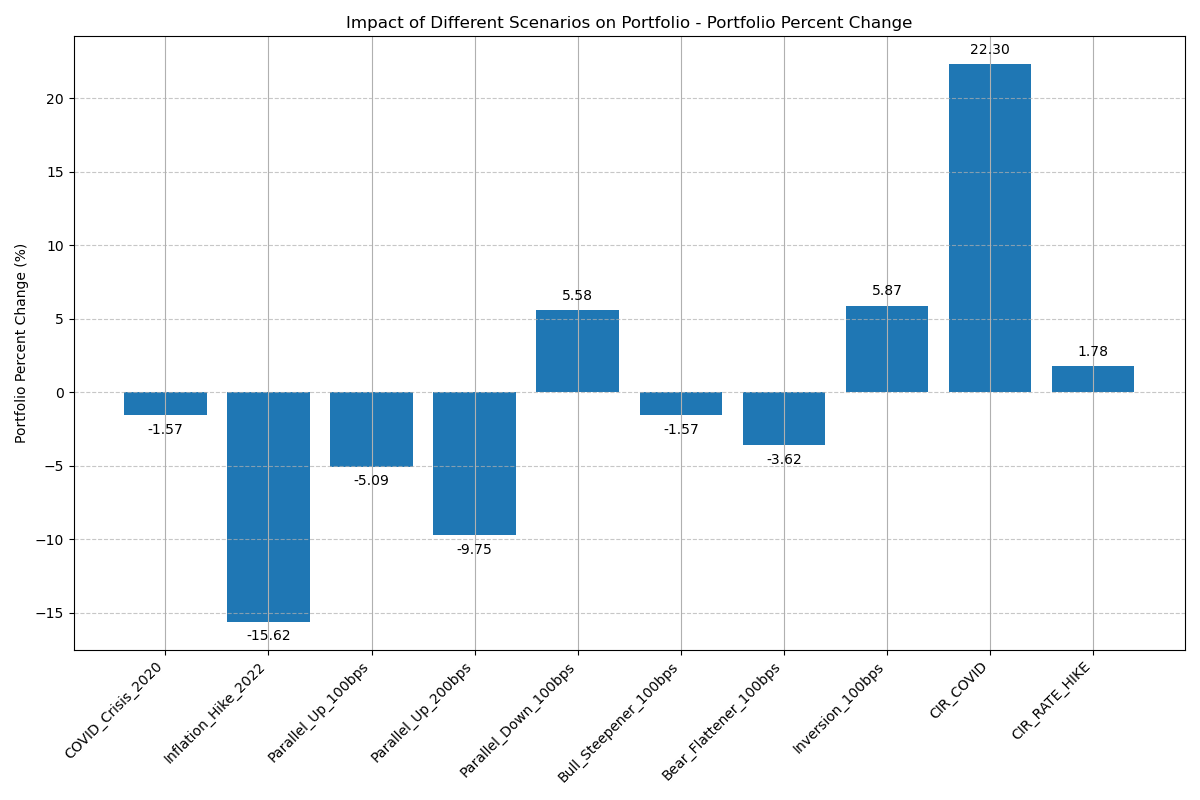 Impact of Different Scenarios on Portfolio - Portfolio Percent Change
Portfolio Percent Change (%)
20
15
10
5
0
−5
−10
−15
-1.57
-15.62
-5.09
-9.75
5.58
-1.57
-3.62
5.87
22.30
1.78
COVID_Crisis_2020
Inflation_Hike_2022
Parallel_Up_100bps
Parallel_Up_200bps
Parallel_Down_100bps
Bull_Steepener_100bps
Bear_Flattener_100bps
Inversion_100bps
CIR_COVID
CIR_RATE_HIKE